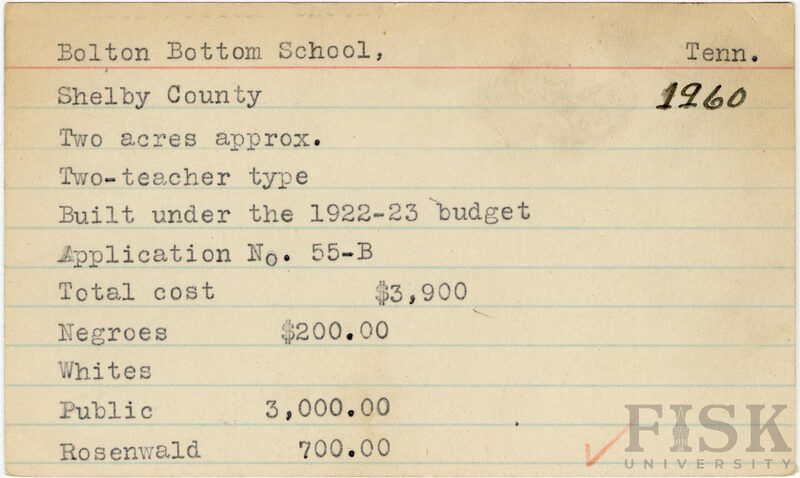 Bolton Bottom School, Tenn.
Shelby County 1960
Two acres approx.
Two-teacher type
Built under the 1922-23 budget
Application No. 55-B
Total cost $3,900
Negroes $200.00
Whites
Public 3,000.00
Rosenwald 700.00
FISK
UNIVERSITY